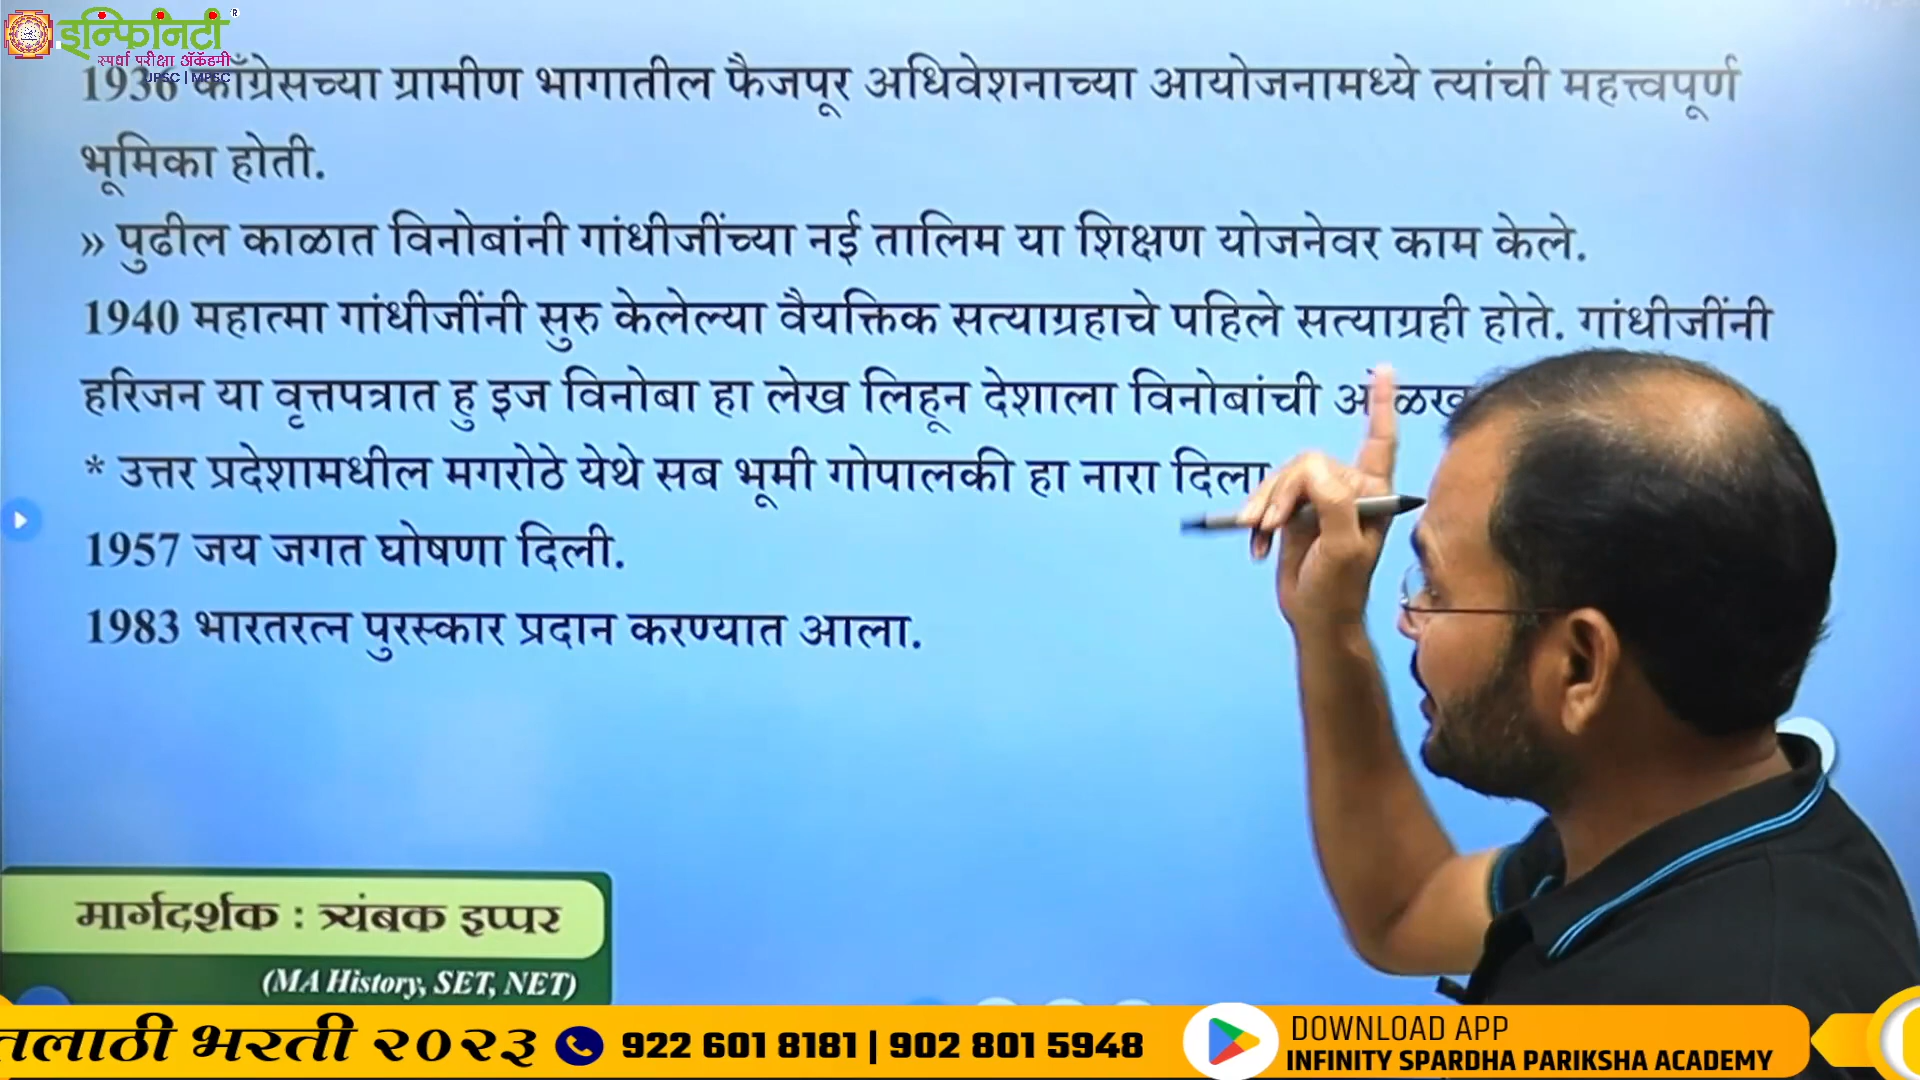 इन्फिनिटी
स्पर्धा परीक्षा अॅकॅडमी
UPSC | MPSC
1936 काँग्रेसच्या ग्रामीण भागातील फैजपूर अधिवेशनाच्या आयोजनामध्ये त्यांची महत्त्वपूर्ण
भूमिका होती.
» पुढील काळात विनोबांनी गांधीजींच्या नई तालिम या शिक्षण योजनेवर काम केले.
1940 महात्मा गांधीजींनी सुरु केलेल्या वैयक्तिक सत्याग्रहाचे पहिले सत्याग्रही होते. गांधीजींनी
हरिजन या वृत्तपत्रात हु इज विनोबा हा लेख लिहून देशाला विनोबांची ओळख
* उत्तर प्रदेशामधील मगरोठे येथे सब भूमी गोपालकी हा नारा दिला
1957 जय जगत घोषणा दिली.
1983 भारतरत्न पुरस्कार प्रदान करण्यात आला.
मार्गदर्शक : त्र्यंबक इप्पर
(MA History, SET, NET)
तलाठी भरती २०२३ 922 601 8181 | 902 801 5948
DOWNLOAD APP
INFINITY SPARDHA PARIKSHA ACADEMY